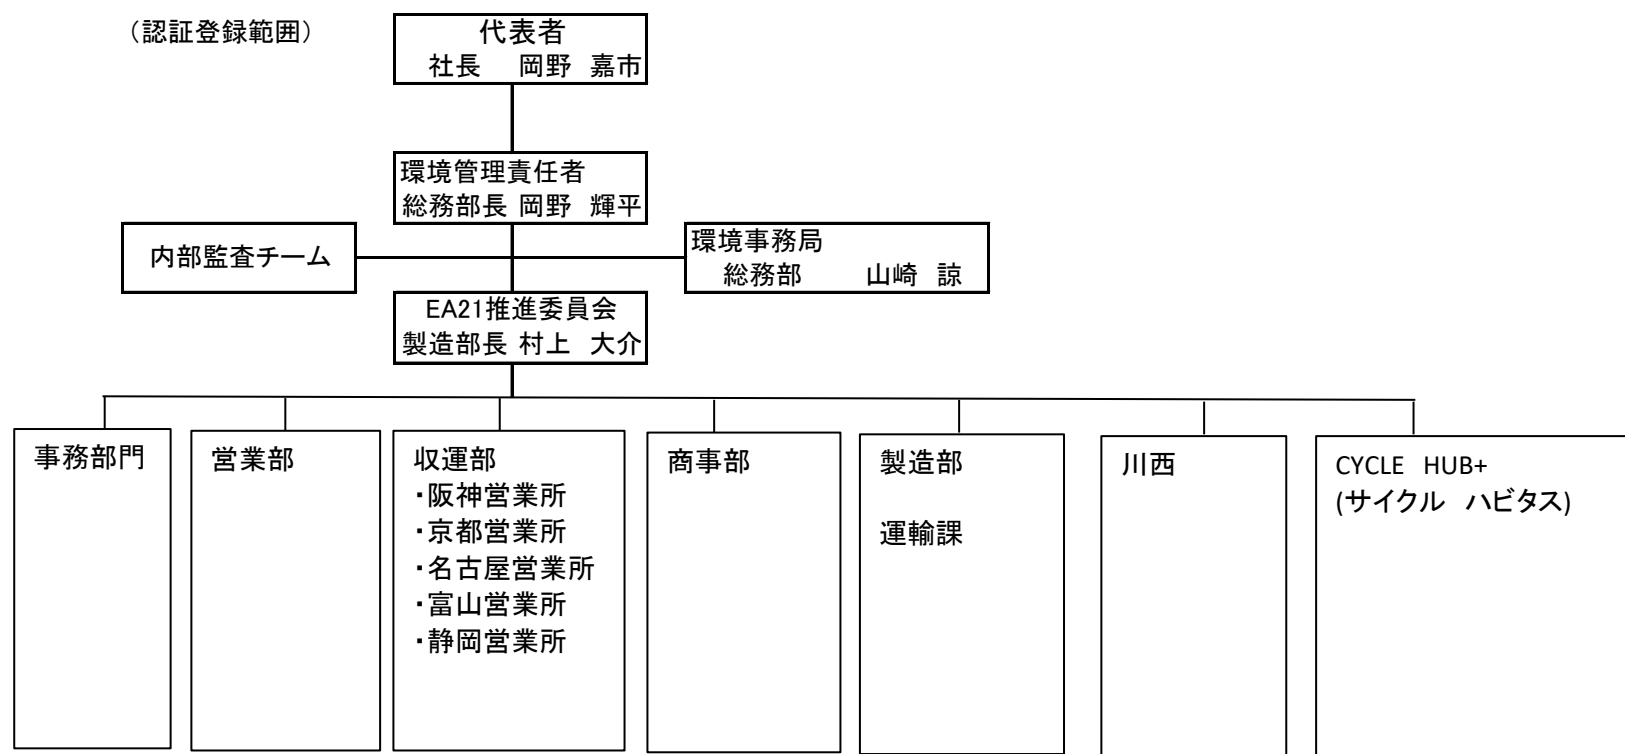 （認証登録範囲）
代表者
社長　岡野　嘉市
環境管理責任者
総務部長 岡野　輝平
内部監査チーム
環境事務局
総務部　　山崎　諒
EA21推進委員会
製造部長 村上　大介
事務部門
営業部
収運部
・阪神営業所
・京都営業所
・名古屋営業所
・富山営業所
・静岡営業所
商事部
製造部
運輸課
川西
CYCLE　HUB+
(サイクル　ハビタス)